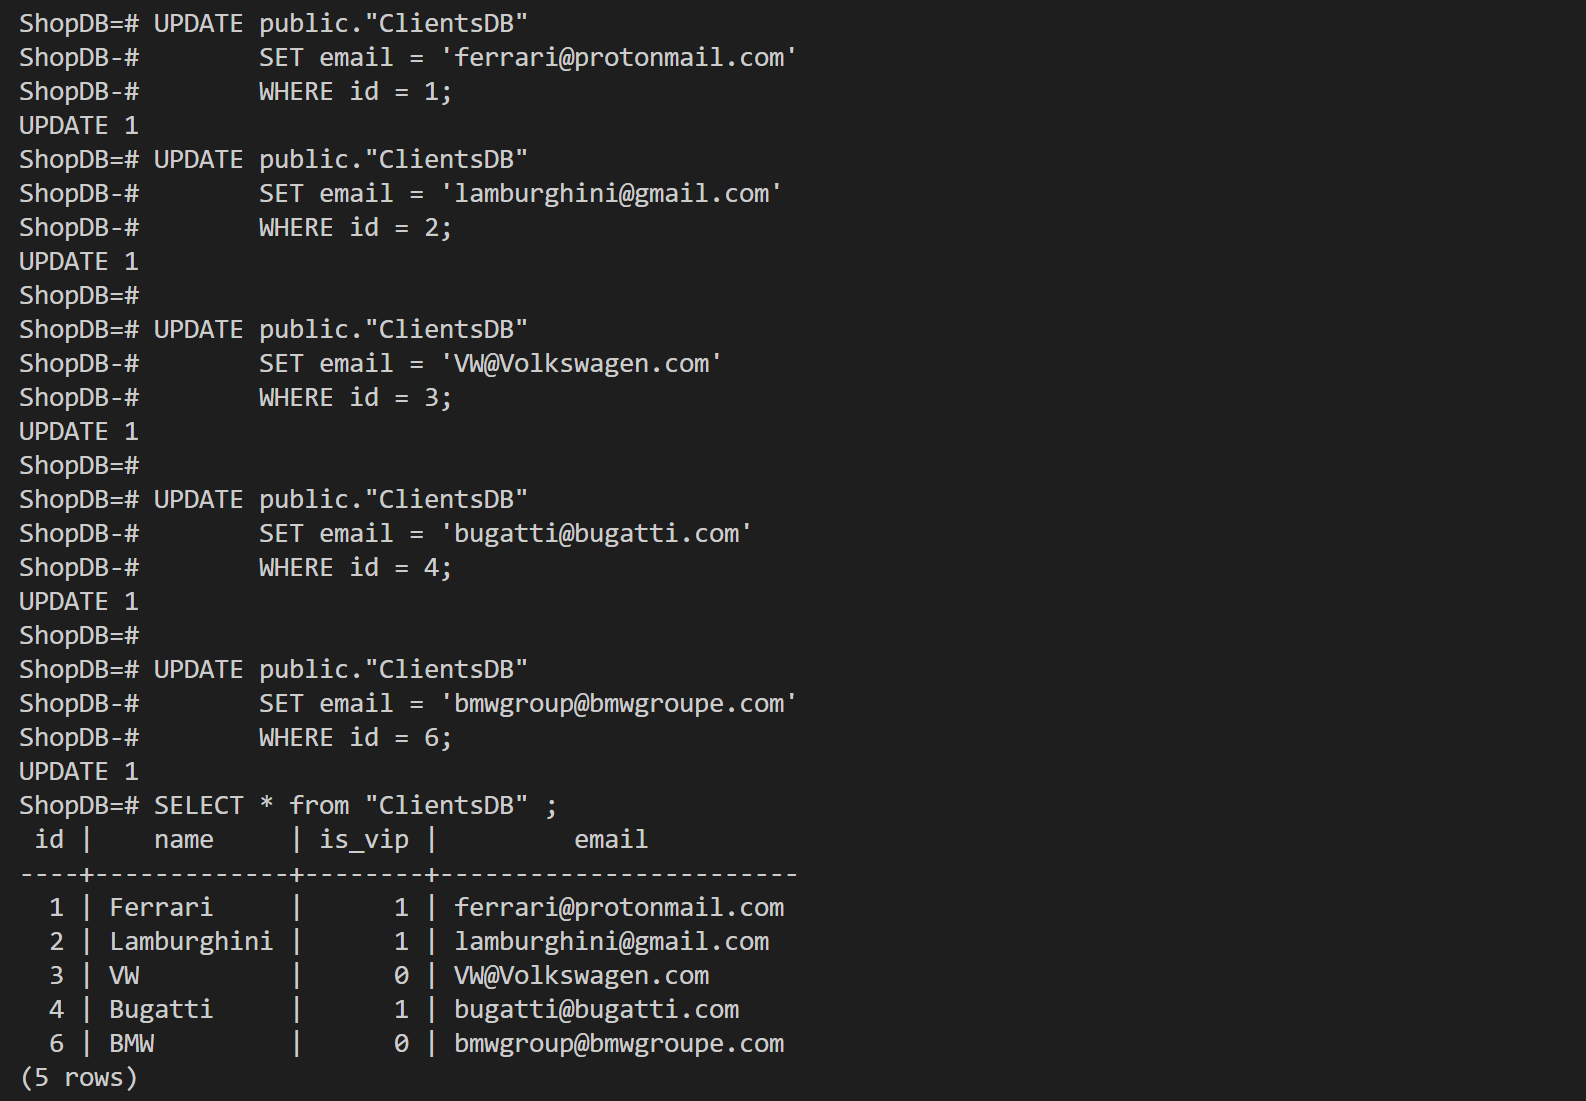 ShopDB=# UPDATE public."ClientsDB"
ShopDB-#        SET email = 'ferrari@protonmail.com'
ShopDB-#        WHERE id = 1;
UPDATE 1
ShopDB=# UPDATE public."ClientsDB"
ShopDB-#        SET email = 'lamburghini@gmail.com'
ShopDB-#        WHERE id = 2;
UPDATE 1
ShopDB=#
ShopDB=# UPDATE public."ClientsDB"
ShopDB-#        SET email = 'VW@Volkswagen.com'
ShopDB-#        WHERE id = 3;
UPDATE 1
ShopDB=#
ShopDB=# UPDATE public."ClientsDB"
ShopDB-#        SET email = 'bugatti@bugatti.com'
ShopDB-#        WHERE id = 4;
UPDATE 1
ShopDB=#
ShopDB=# UPDATE public."ClientsDB"
ShopDB-#        SET email = 'bmwgroup@bmwgroupe.com'
ShopDB-#        WHERE id = 6;
UPDATE 1
ShopDB=# SELECT * from "ClientsDB" ;
 id |    name     | is_vip |         email
----+-------------+--------+------------------------
  1 | Ferrari     |      1 | ferrari@protonmail.com
  2 | Lamburghini |      1 | lamburghini@gmail.com
  3 | VW          |      0 | VW@Volkswagen.com
  4 | Bugatti     |      1 | bugatti@bugatti.com
  6 | BMW         |      0 | bmwgroup@bmwgroupe.com
(5 rows)